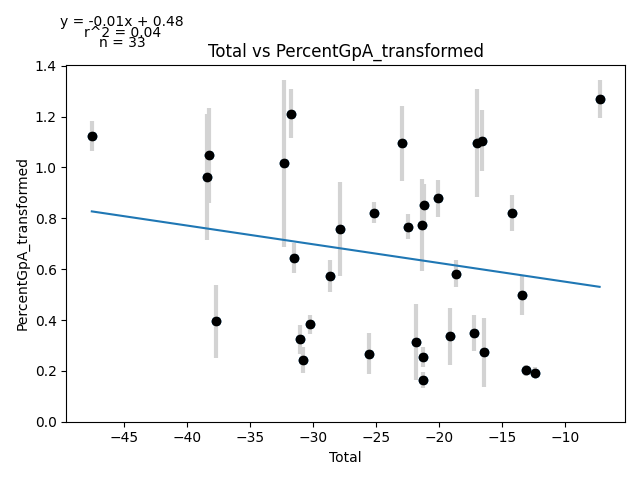 y = -0.01x + 0.48
r^2 = 0.04
n = 33
Total vs PercentGpA_transformed
PercentGpA_transformed
1.4
1.2
1.0
0.8
0.6
0.4
0.2
0.0
−45 −40 −35 −30 −25 −20 −15 −10
Total